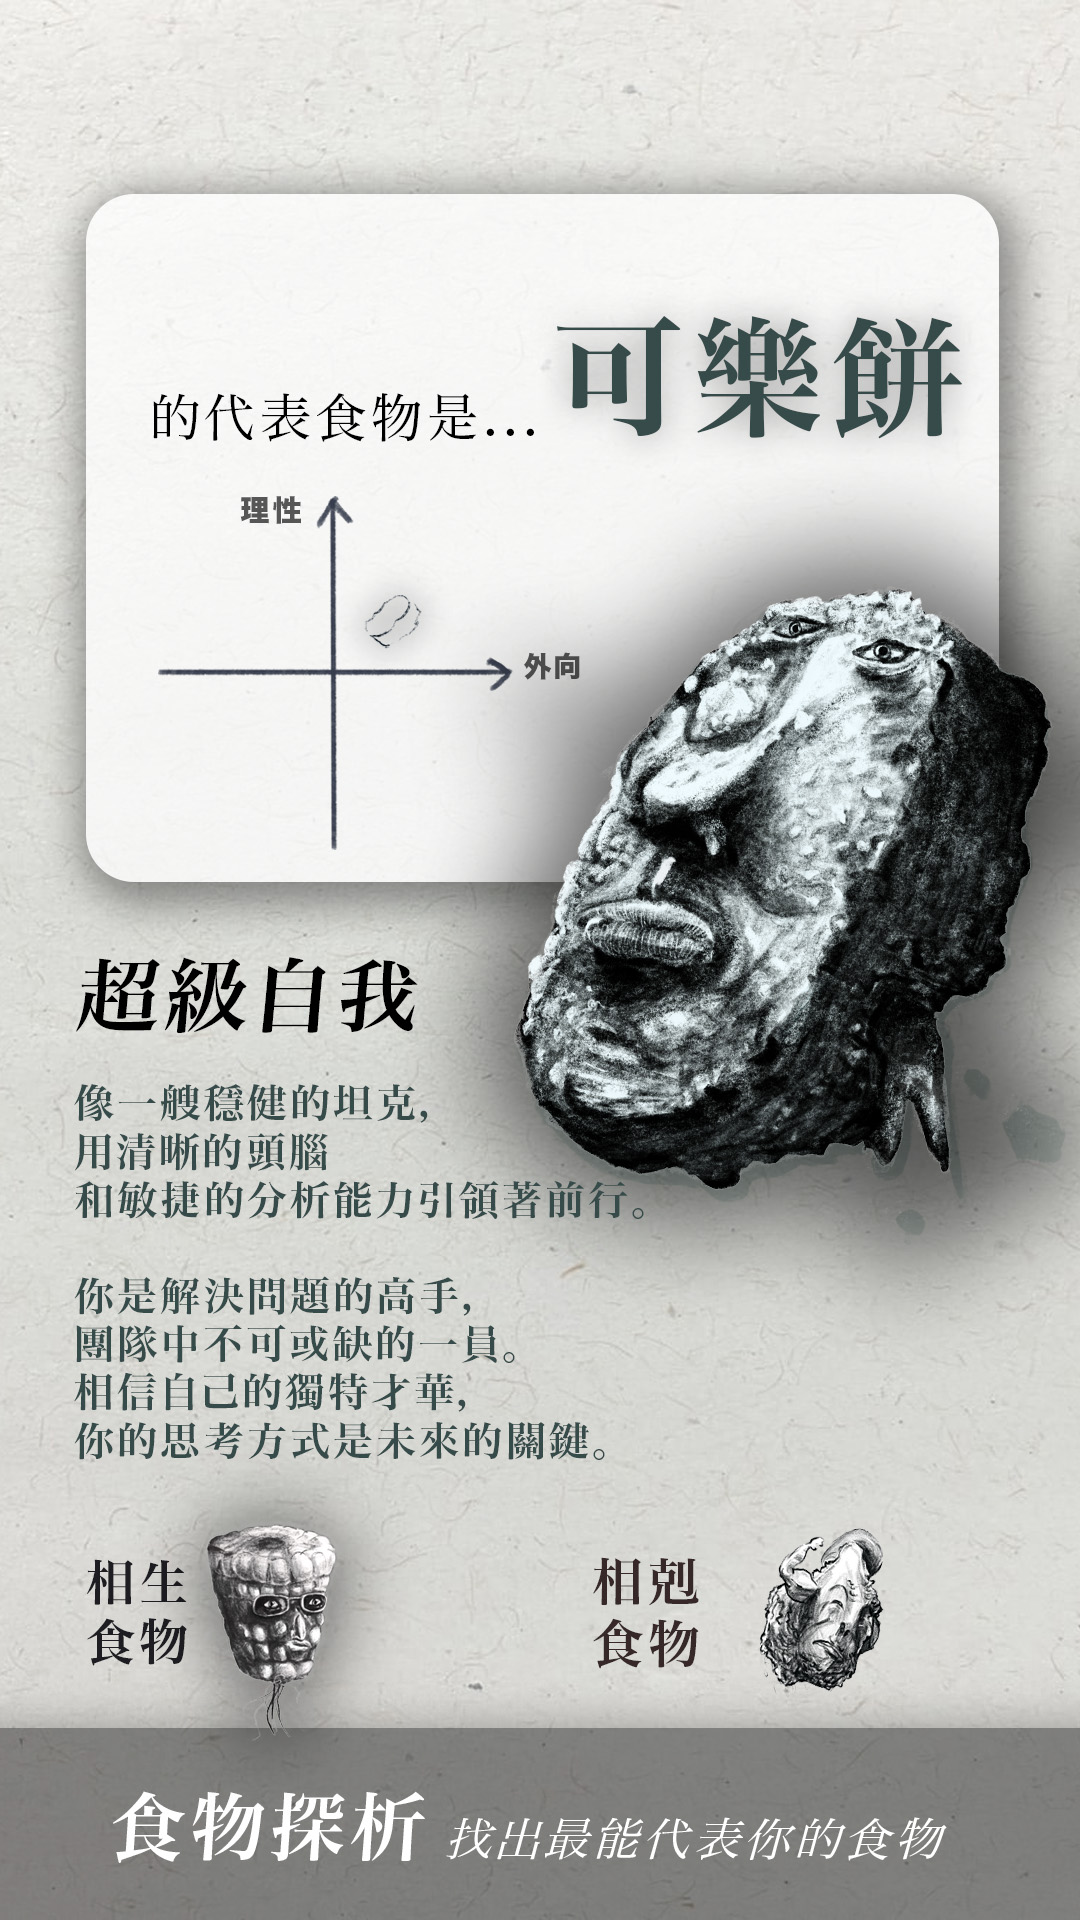 可樂餅
的代表食物是...
理性
外向
超級自我
像一艘穩健的坦克,
用清晰的頭腦
和敏捷的分析能力引領著前行。
你是解決問題的高手,
團隊中不可或缺的一員。
相信自己的獨特才華,
你的思考方式是未來的關鍵。
相生
食物
相剋
食物
食物探析 找出最能代表你的食物